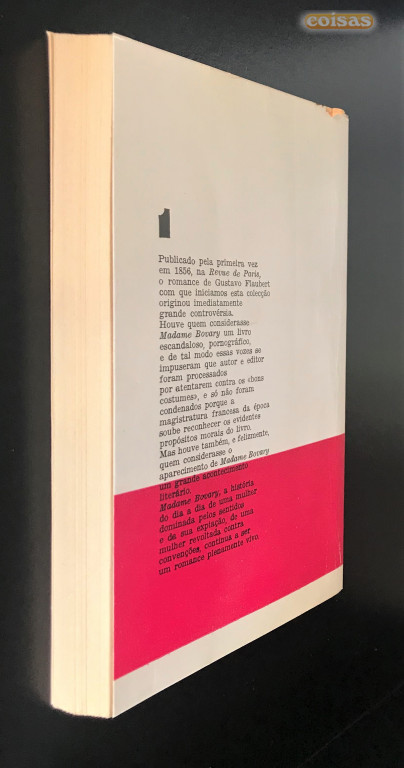 coisas
1
Publicado pela primeira vez
em 1856, na Revue de Paris,
o romance de Gustavo Flaubert
com que iniciamos esta colecção
originou imediatamente
grande controvérsia.
Houve quem considerasse
Madame Bovary um livro
escandaloso, pornográfico,
e de tal modo essas vozes se
impuseram que autor e editor
foram processados
por atentarem contra os «bons
costumes», e só não foram
condenados porque a
magistratura francesa da época
soube reconhecer os evidentes
propósitos morais do livro.
Mas houve também, e felizmente,
quem considerasse o
aparecimento de Madame Bovary
um grande acontecimento
literário.
Madame Bovary, a história
do dia a dia de uma mulher
dominada pelos sentidos
e da sua expiação, de uma
mulher revoltada contra
convenções, continua a ser
um romance plenamente vivo.